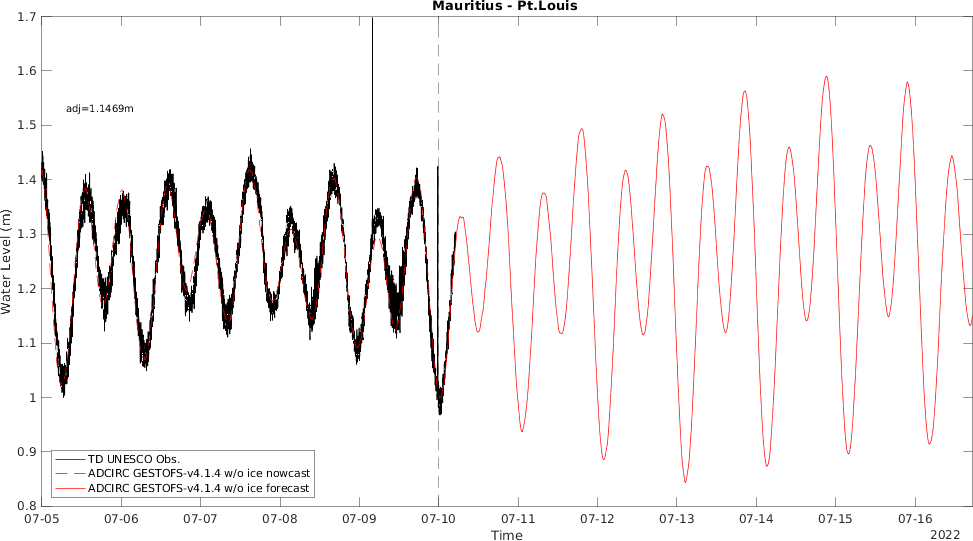 Mauritius - Pt.Louis
1.7
1.6
1.5
1.4
1.3
1.2
1.1
1
0.9
0.8
Water Level (m)
adj=1.1469m
TD UNESCO Obs.
ADCIRC GESTOFS-v4.1.4 w/o ice nowcast
ADCIRC GESTOFS-v4.1.4 w/o ice forecast
07-05 07-06 07-07 07-08 07-09 07-10 07-11 07-12 07-13 07-14 07-15 07-16
Time
2022